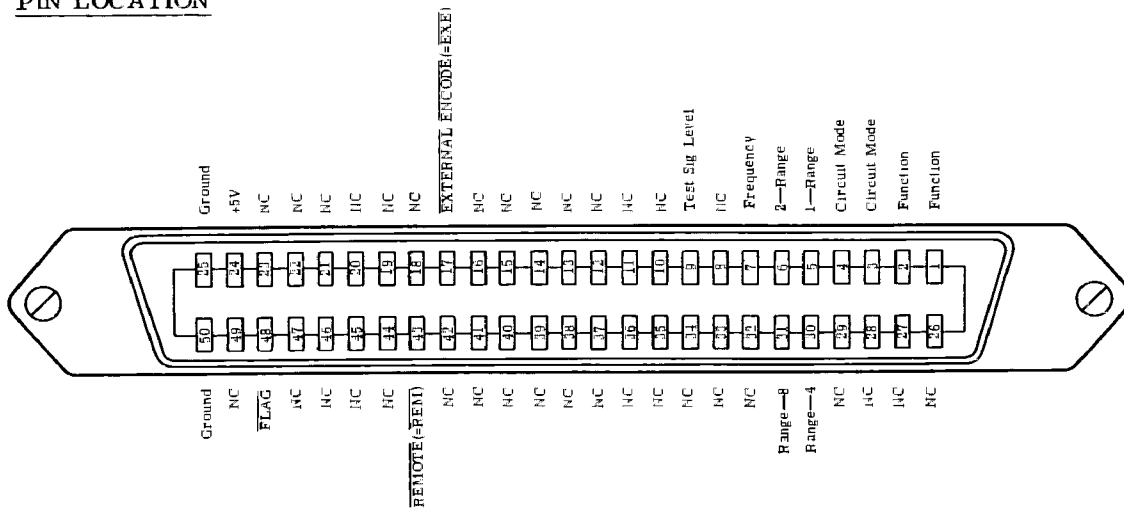 PIN LOCATION
Ground
+5V
NC
NC
NC
NC
NC
NC
EXTERNAL ENCODE(=EXE)
NC
NC
NC
NC
NC
NC
NC
Test Sig Level
NC
Frequency
2—Range
1—Range
Circuit Mode
Circuit Mode
Function
Function
25
24
23
22
21
20
19
18
17
16
15
14
13
12
11
10
9
8
7
6
5
4
3
2
1
50
49
48
47
46
45
44
43
42
41
40
39
38
37
36
35
34
33
32
31
30
29
28
27
26
Ground
NC
FLAG
NC
NC
NC
NC
REMOTE(=REM)
NC
NC
NC
NC
NC
NC
NC
NC
NC
NC
NC
Range—8
Range—4
NC
NC
NC
NC